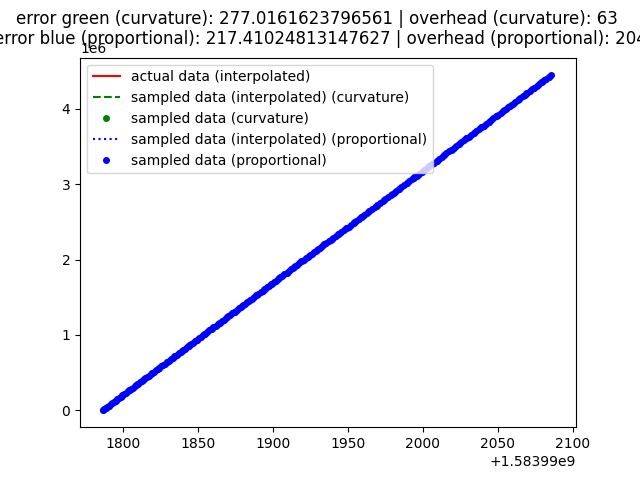 error green (curvature): 277.0161623796561 | overhead (curvature): 63
error blue (proportional): 217.41024813147627 | overhead (proportional): 204
1e6
actual data (interpolated)
sampled data (interpolated) (curvature)
sampled data (curvature)
sampled data (interpolated) (proportional)
sampled data (proportional)
4
3
2
1
0
1800 1850 1900 1950 2000 2050 2100
+1.58399e9